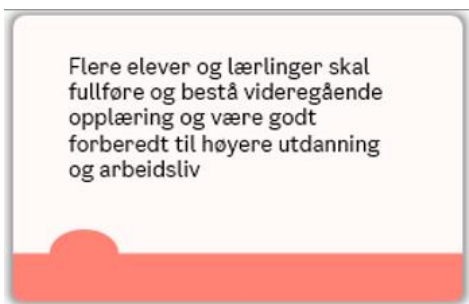 Flere elever og lærlinger skal
fullføre og bestå videregående
opplæring og være godt
forberedt til høyere utdanning
og arbeidsliv